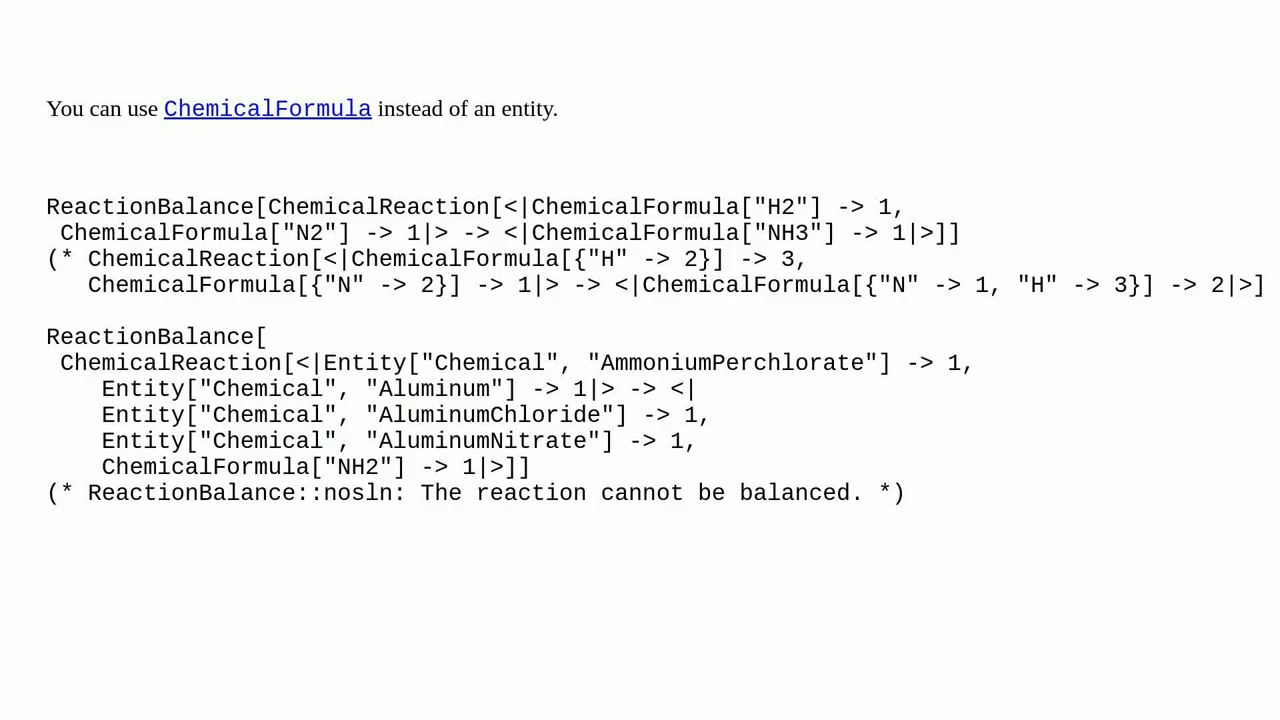 You can use ChemicalFormula instead of an entity.
ReactionBalance[ChemicalReaction[<|ChemicalFormula["H2"] -> 1,
 ChemicalFormula["N2"] -> 1|> -> <|ChemicalFormula["NH3"] -> 1|>]]
(* ChemicalReaction[<|ChemicalFormula[{"H" -> 2}] -> 3,
   ChemicalFormula[{"N" -> 2}] -> 1|> -> <|ChemicalFormula[{"N" -> 1, "H" -> 3}] -> 2|>]
ReactionBalance[
 ChemicalReaction[<|Entity["Chemical", "AmmoniumPerchlorate"] -> 1,
    Entity["Chemical", "Aluminum"] -> 1|> -> <|
    Entity["Chemical", "AluminumChloride"] -> 1,
    Entity["Chemical", "AluminumNitrate"] -> 1,
    ChemicalFormula["NH2"] -> 1|>]]
(* ReactionBalance::nosln: The reaction cannot be balanced. *)